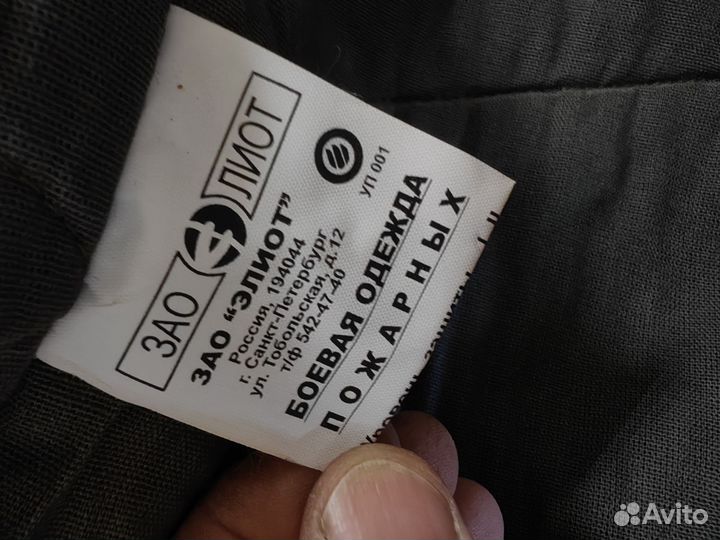 ЗАО ЭЛИОТ
ЗАО “ЭЛИОТ”
Россия, 194044
г. Санкт-Петербург
ул. Тобольская, д.12
т/ф 542-47-40
УП 001
БОЕВАЯ ОДЕЖДА
ПОЖАРНЫХ
Avito